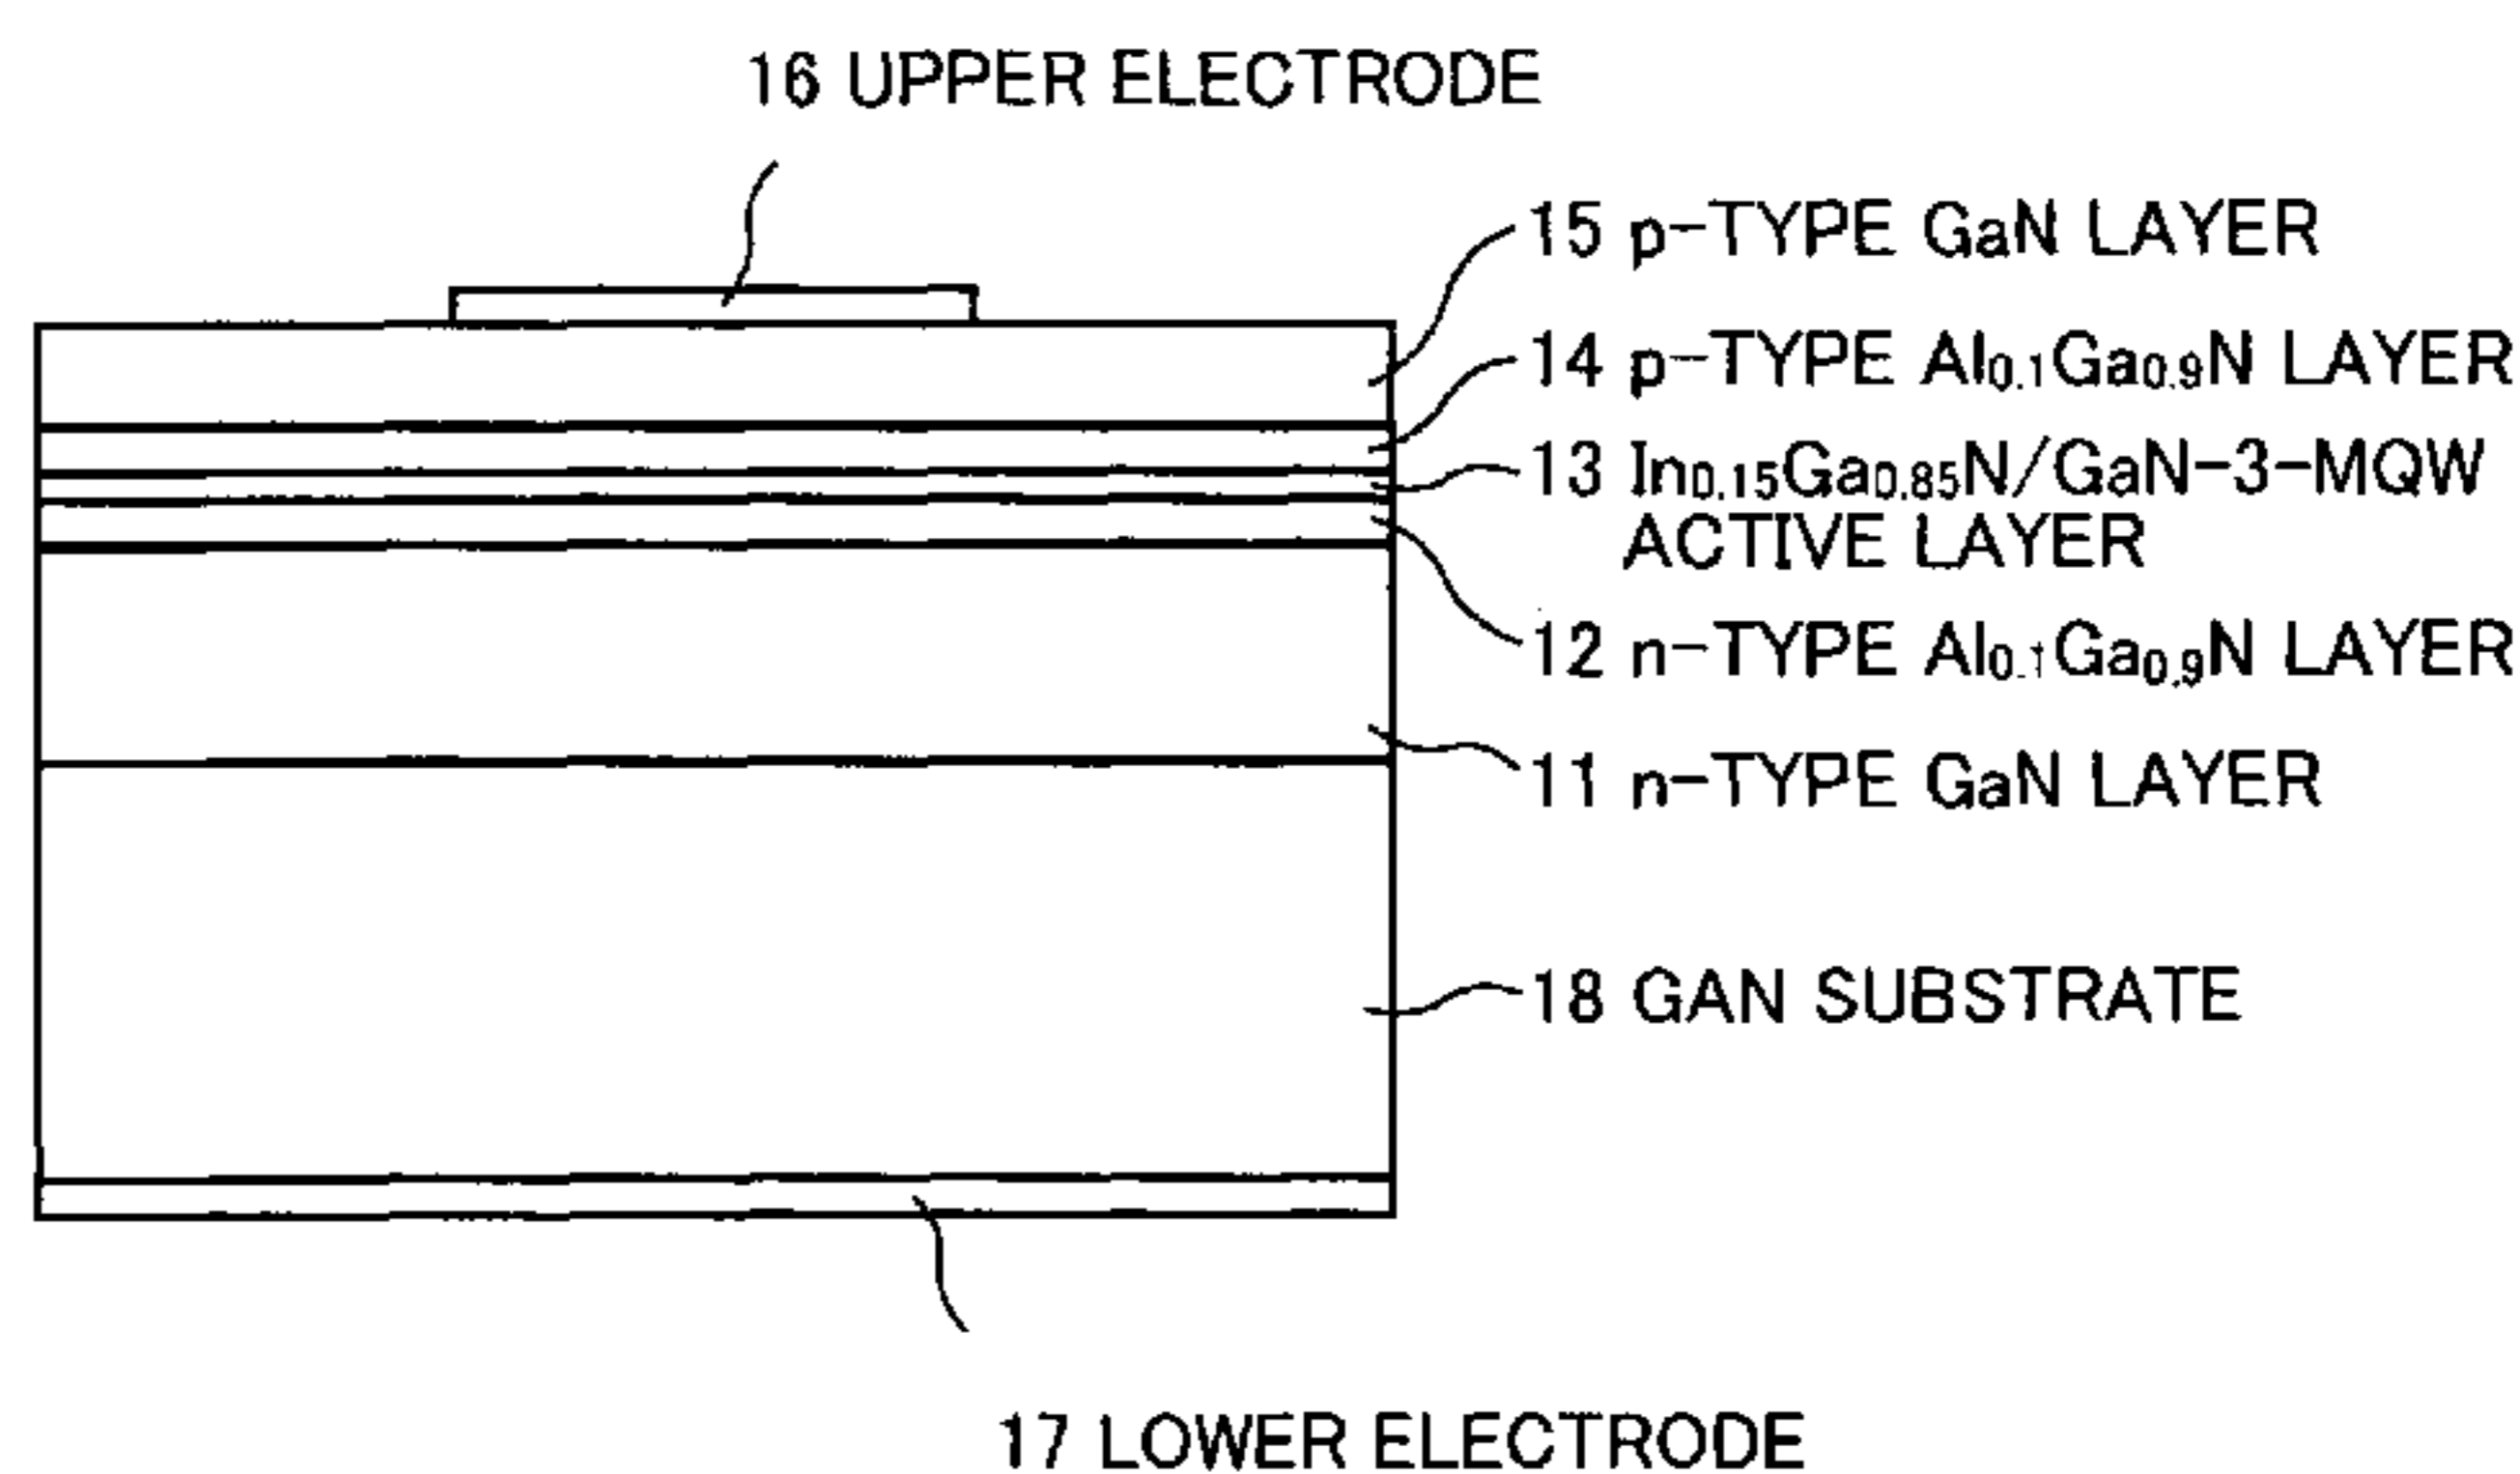 16 UPPER ELECTRODE
15 p-TYPE GaN LAYER
14 p-TYPE Al0.1Ga0.9N LAYER
13 In0.15Ga0.85N/GaN-3-MQW
ACTIVE LAYER
12 n-TYPE Al0.1Ga0.9N LAYER
11 n-TYPE GaN LAYER
18 GAN SUBSTRATE
17 LOWER ELECTRODE